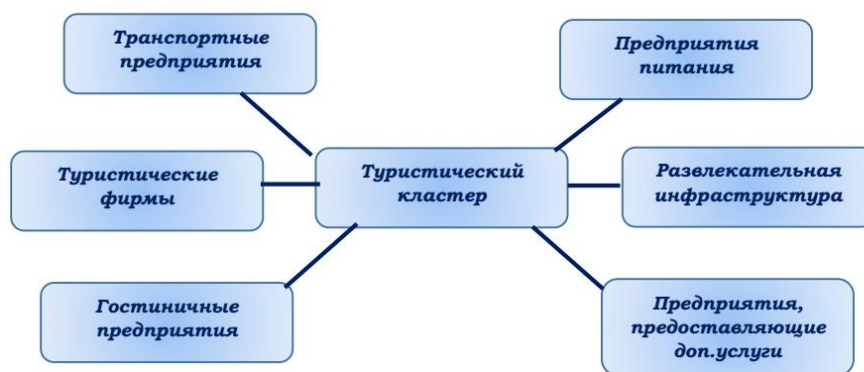 Транспортные
предприятия
Предприятия
питания
Туристические
фирмы
Туристический
кластер
Развлекательная
инфраструктура
Гостиничные
предприятия
Предприятия,
предоставляющие
доп.услуги